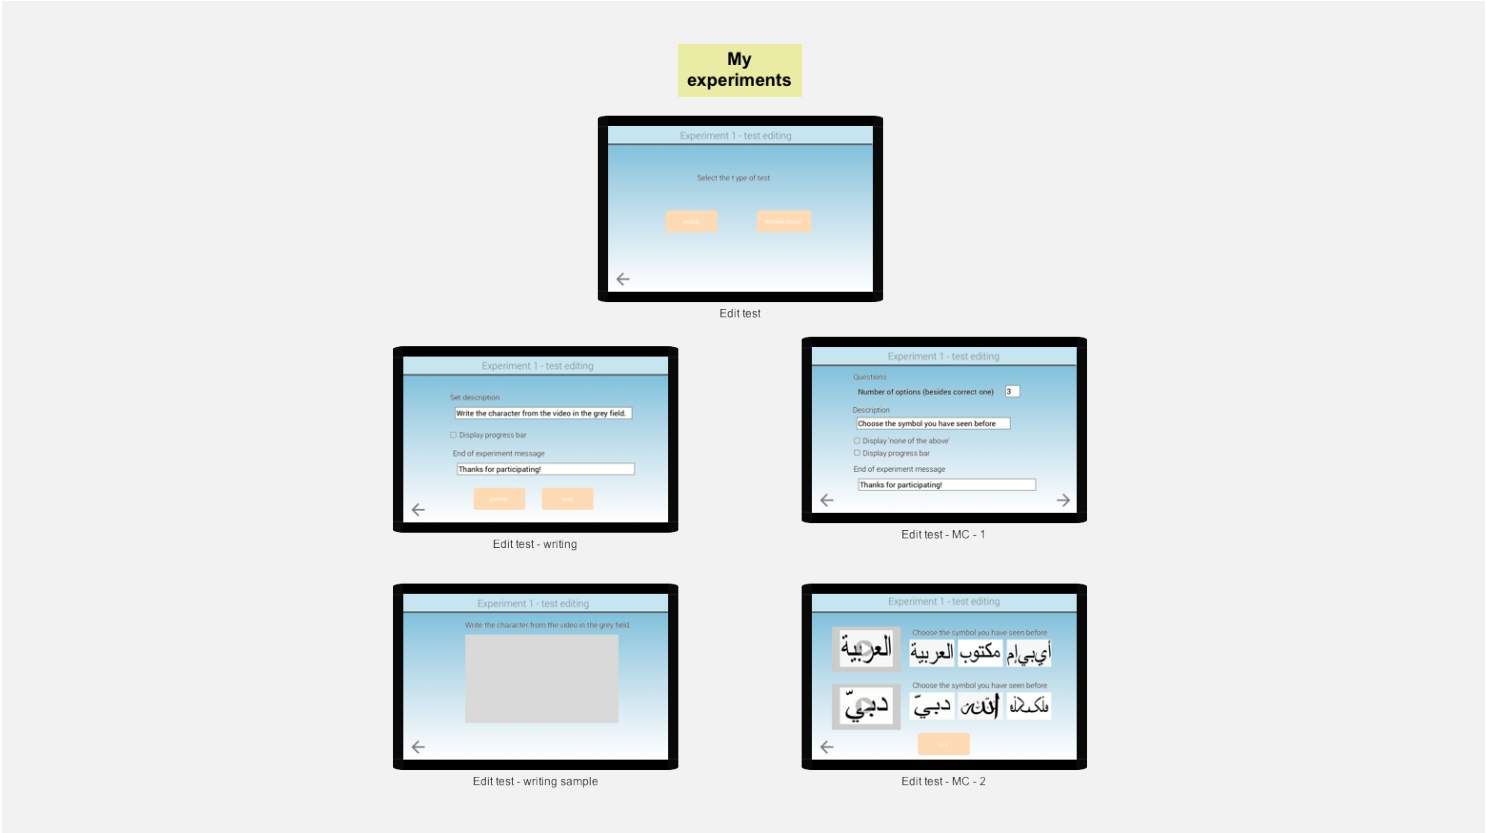 My
experiments
Experiment 1 - test editing
Select the t ype of test
Edit test
Experiment 1 - test editing
Set description
Write the character from the video in the grey field.
Display progress bar
End of experiment message
Thanks for participating!
Edit test - writing
Experiment 1 - test editing
Questions
Number of options (besides correct one) 3
Description
Choose the symbol you have seen before
Display 'none of the above'
Display progress bar
End of experiment message
Thanks for participating!
Edit test - MC - 1
Experiment 1 - test editing
Write the character from the video in the grey field.
Edit test - writing sample
Experiment 1 - test editing
Choose the symbol you have seen before
العربية
العربية مكتوب أي‌بي‌إم
Choose the symbol you have seen before
دبيّ
دبيّ الله
Edit test - MC - 2